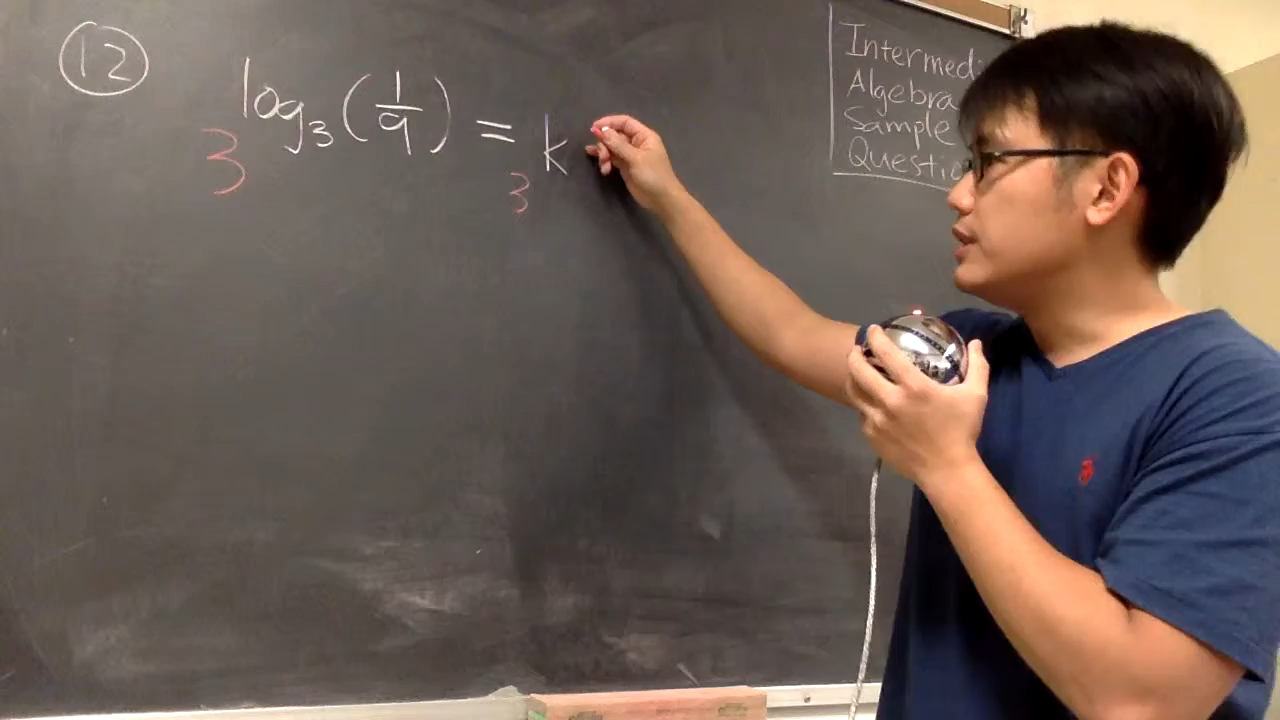 12
log₃(1/9) = k
3 3
Intermed
Algebra
Sample
Questio